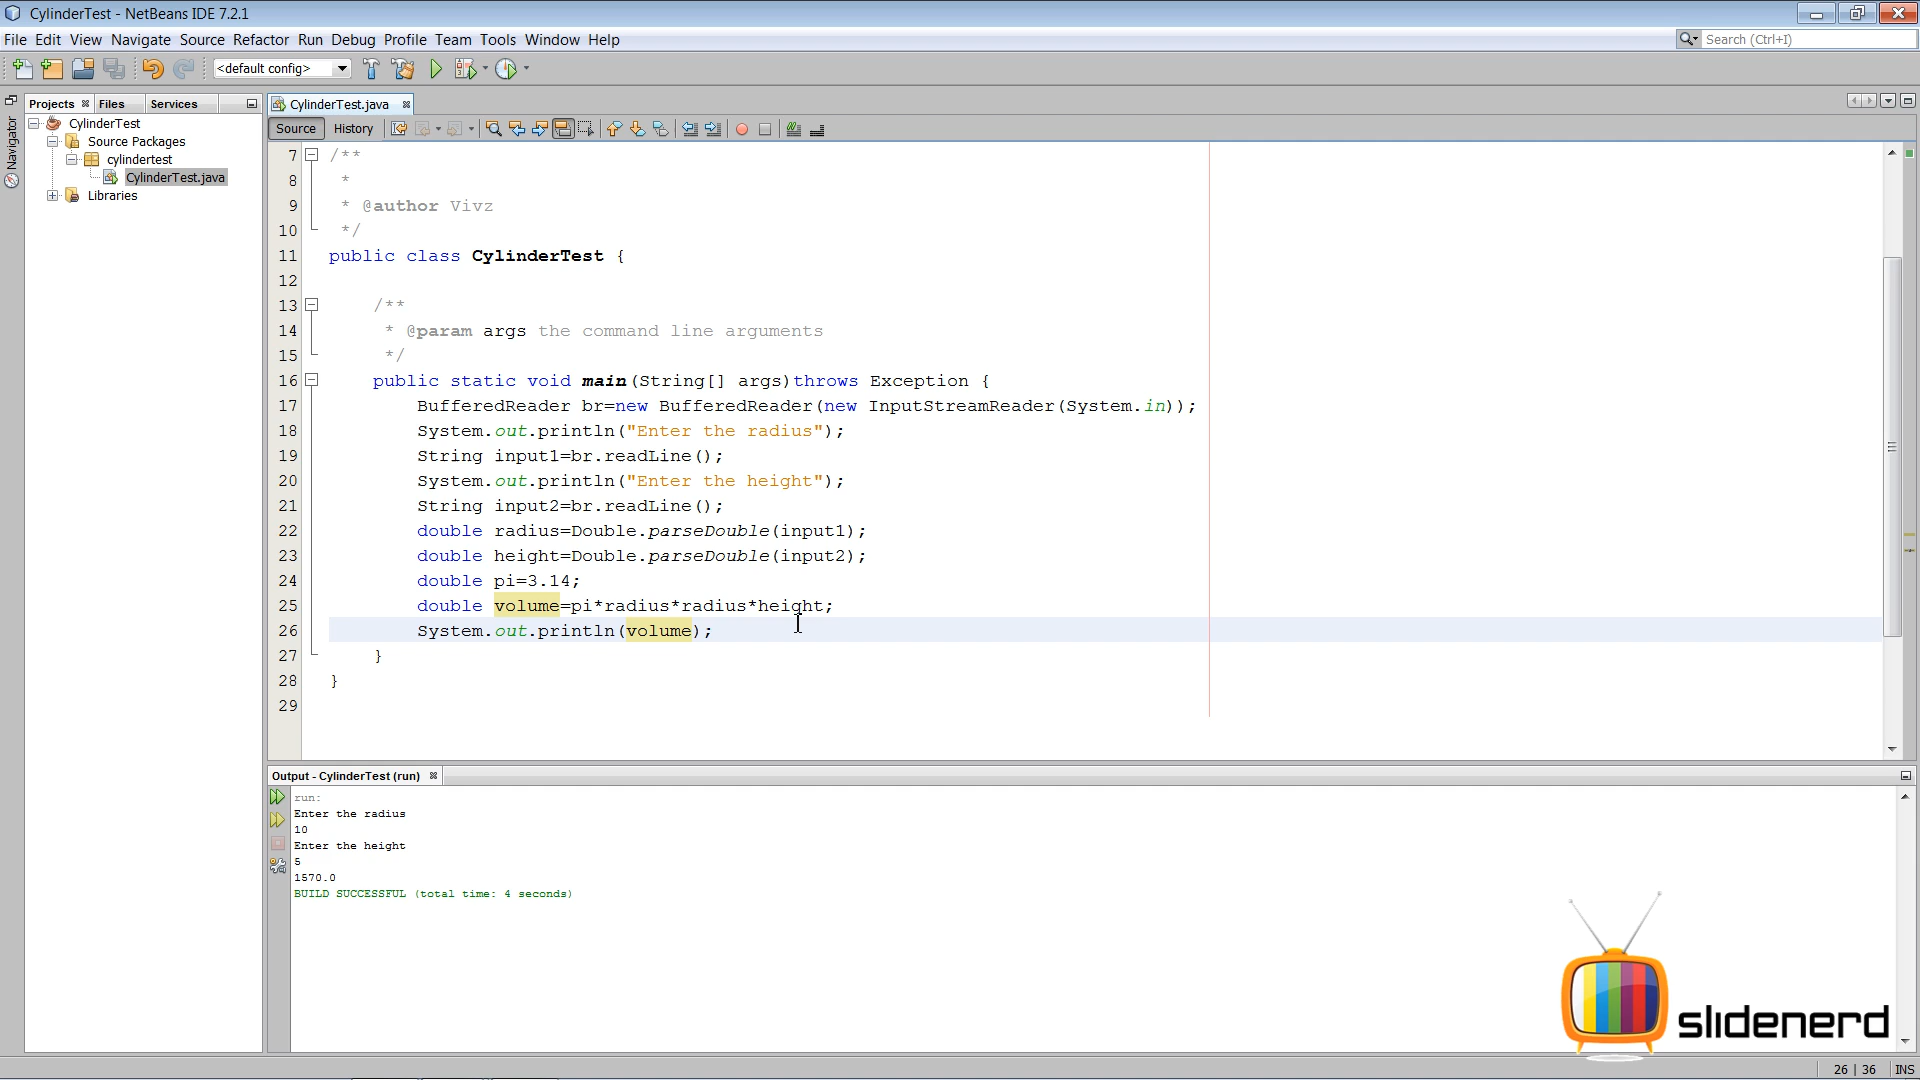 CylinderTest - NetBeans IDE 7.2.1
File Edit View Navigate Source Refactor Run Debug Profile Team Tools Window Help
Search (Ctrl+I)
<default config>
Projects Files Services
CylinderTest.java
Navigator
CylinderTest
Source Packages
cylindertest
CylinderTest.java
Libraries
Source History
7 /**
8 *
9 * @author Vivz
10 */
11 public class CylinderTest {
12
13 /**
14 * @param args the command line arguments
15 */
16 public static void main(String[] args)throws Exception {
17 BufferedReader br=new BufferedReader(new InputStreamReader(System.in));
18 System.out.println("Enter the radius");
19 String input1=br.readLine();
20 System.out.println("Enter the height");
21 String input2=br.readLine();
22 double radius=Double.parseDouble(input1);
23 double height=Double.parseDouble(input2);
24 double pi=3.14;
25 double volume=pi*radius*radius*height;
26 System.out.println(volume);
27 }
28 }
29
Output - CylinderTest (run)
run:
Enter the radius
10
Enter the height
5
1570.0
BUILD SUCCESSFUL (total time: 4 seconds)
slidenerd
26 | 36 INS